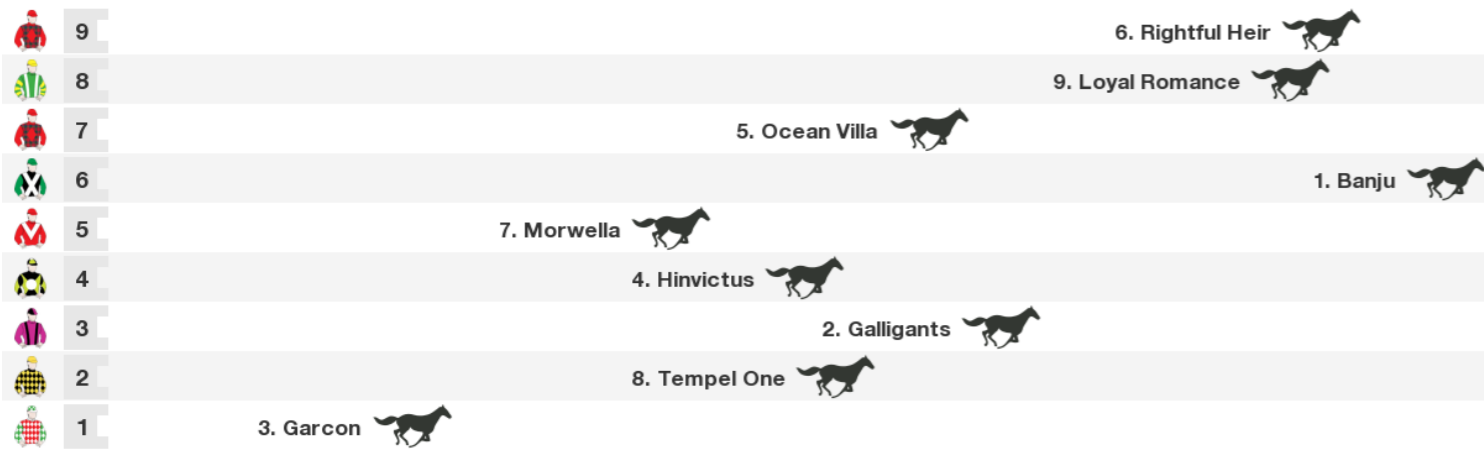 9 6. Rightful Heir
8 9. Loyal Romance
7 5. Ocean Villa
6 1. Banju
5 7. Morwella
4 4. Hinvictus
3 2. Galligants
2 8. Tempel One
1 3. Garcon